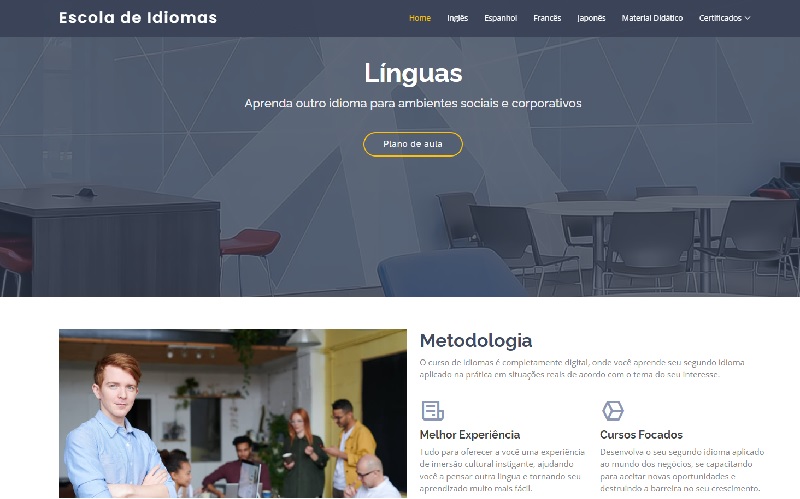 Escola de Idiomas
Home Inglês Espanhol Francês Japonês Material Didático Certificados
Línguas
Aprenda outro idioma para ambientes sociais e corporativos
Plano de aula
Metodologia
O curso de Idiomas é completamente digital, onde você aprende seu segundo idioma
aplicado na prática em situações reais de acordo com o tema do seu interesse.
Melhor Experiência
Tudo para oferecer a você uma experiência
de imersão cultural instigante, ajudando
você a pensar outra língua e tornando seu
aprendizado muito mais fácil.
Cursos Focados
Desenvolva o seu segundo idioma aplicado
ao mundo dos negócios, se capacitando
para aceitar novas oportunidades e
destruindo a barreira no seu crescimento.